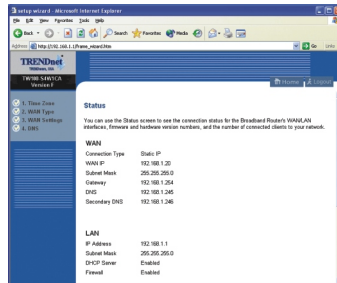 setup wizard - Microsoft Internet Explorer
File Edit View Favorites Tools Help
Back Search Favorites Media
Address http://192.168.1.1/frame_wizard.htm Go Links
TRENDnet
TRENDware, USA
TW100-S4W1CA
Version F
Home Logout
1. Time Zone
2. WAN Type
3. WAN Settings
4. DNS
Status
You can use the Status screen to see the connection status for the Broadband Router's WAN/LAN
interfaces, firmware and hardware version numbers, and the number of connected clients to your network.
WAN
Connection Type Static IP
WAN IP 192.168.1.20
Subnet Mask 255.255.255.0
Gateway 192.168.1.254
DNS 192.168.1.245
Secondary DNS 192.168.1.246
LAN
IP Address 192.168.1.1
Subnet Mask 255.255.255.0
DHCP Server Enabled
Firewall Enabled